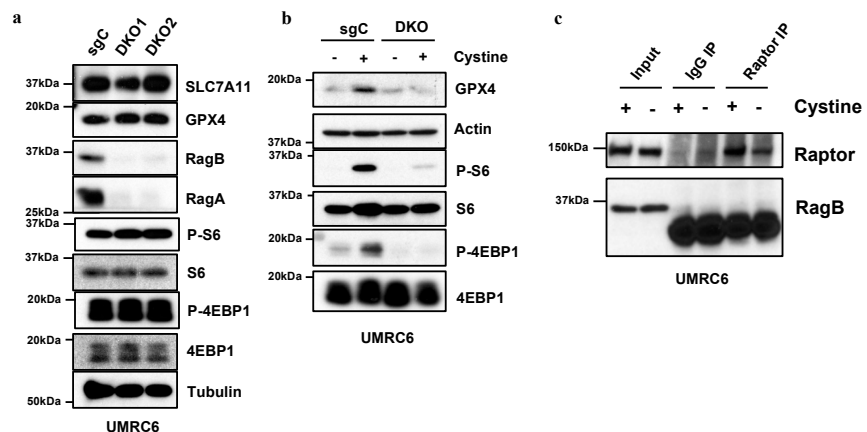 a
sgC DKO1 DKO2
37kDa SLC7A11
20kDa GPX4
37kDa RagB
RagA
25kDa
37kDa P-S6
37kDa S6
20kDa P-4EBP1
20kDa 4EBP1
Tubulin
50kDa
UMRC6
b
sgC DKO
- + - + Cystine
20kDa GPX4
Actin
37kDa
37kDa P-S6
37kDa S6
20kDa P-4EBP1
20kDa 4EBP1
UMRC6
c
Input IgG IP Raptor IP
+ - + - + - Cystine
150kDa Raptor
37kDa RagB
UMRC6